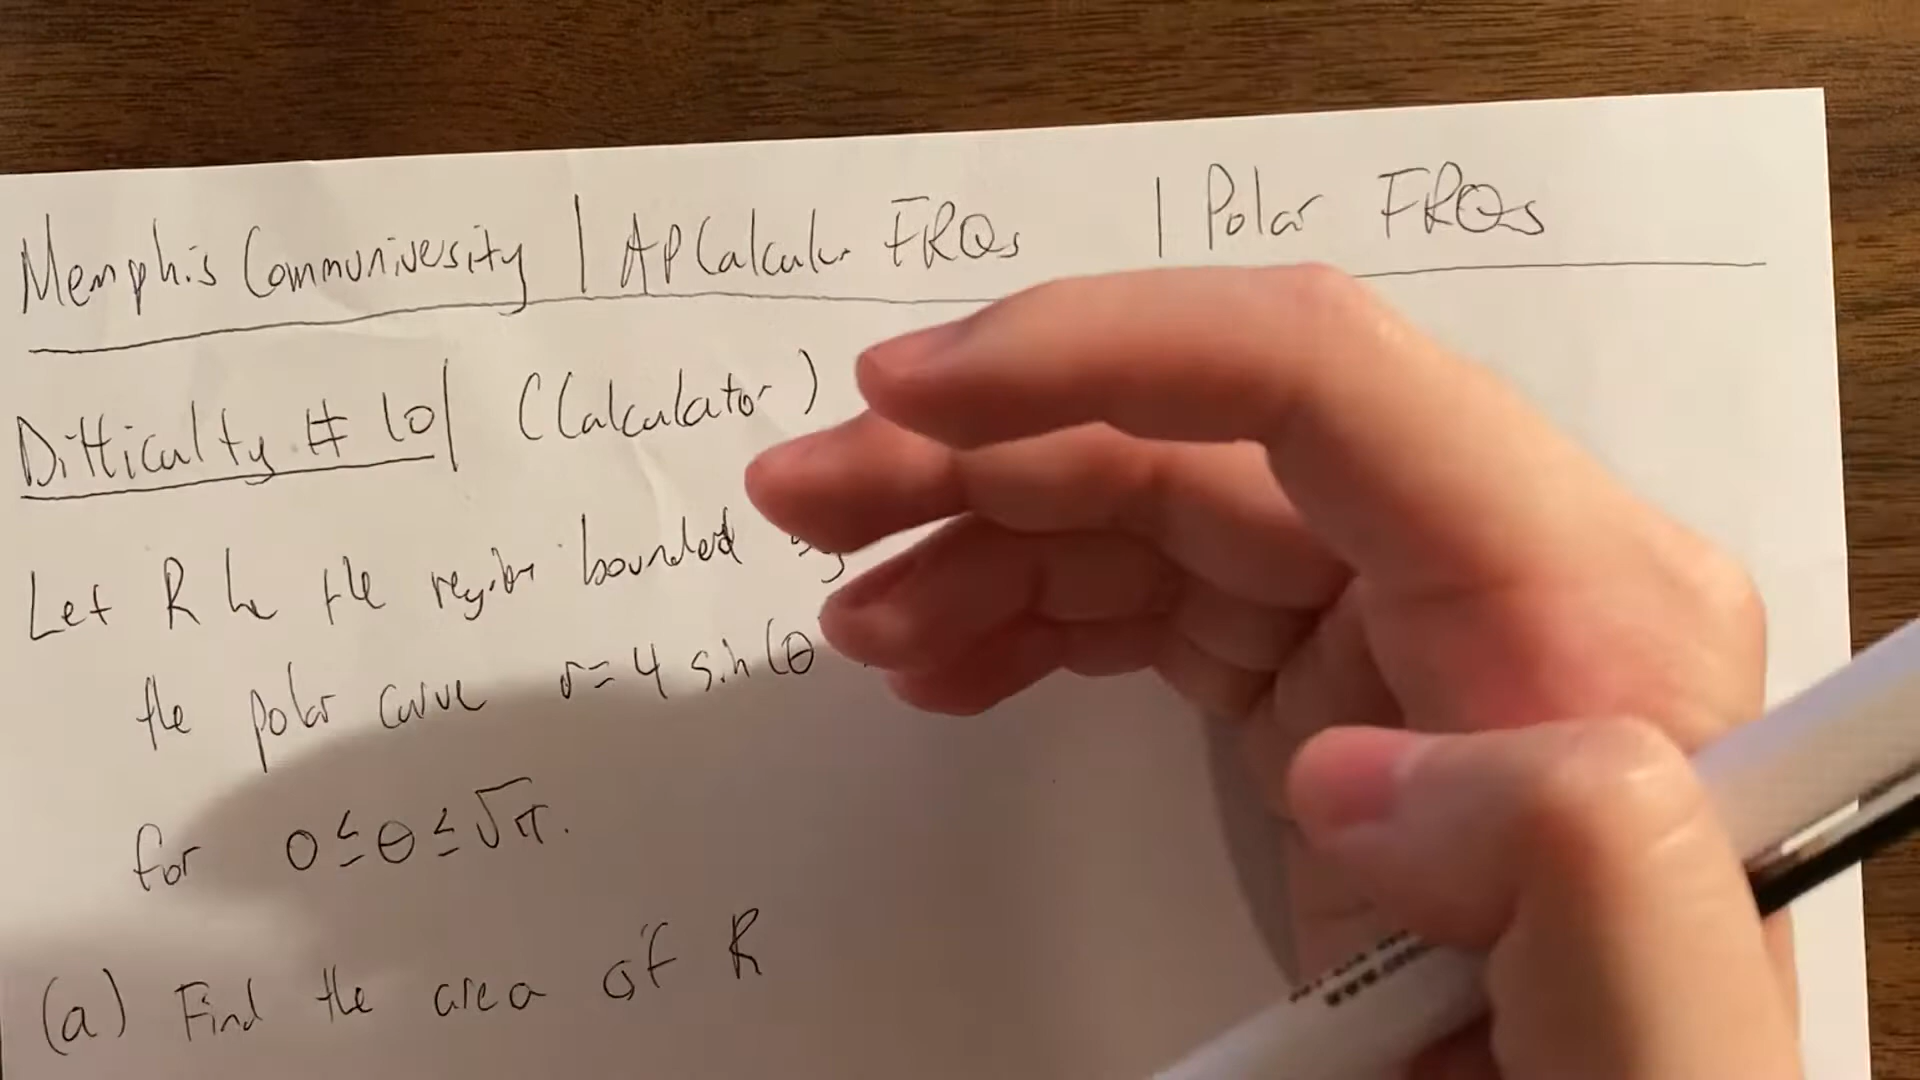 Memphis Communiversity | AP Calculus FRQs | Polar FRQs
Difficulty # 10 | (Calculator)
Let R be the region bounded by
the polar curve r = 4 sin(θ
for 0 ≤ θ ≤ √π.
(a) Find the area of R